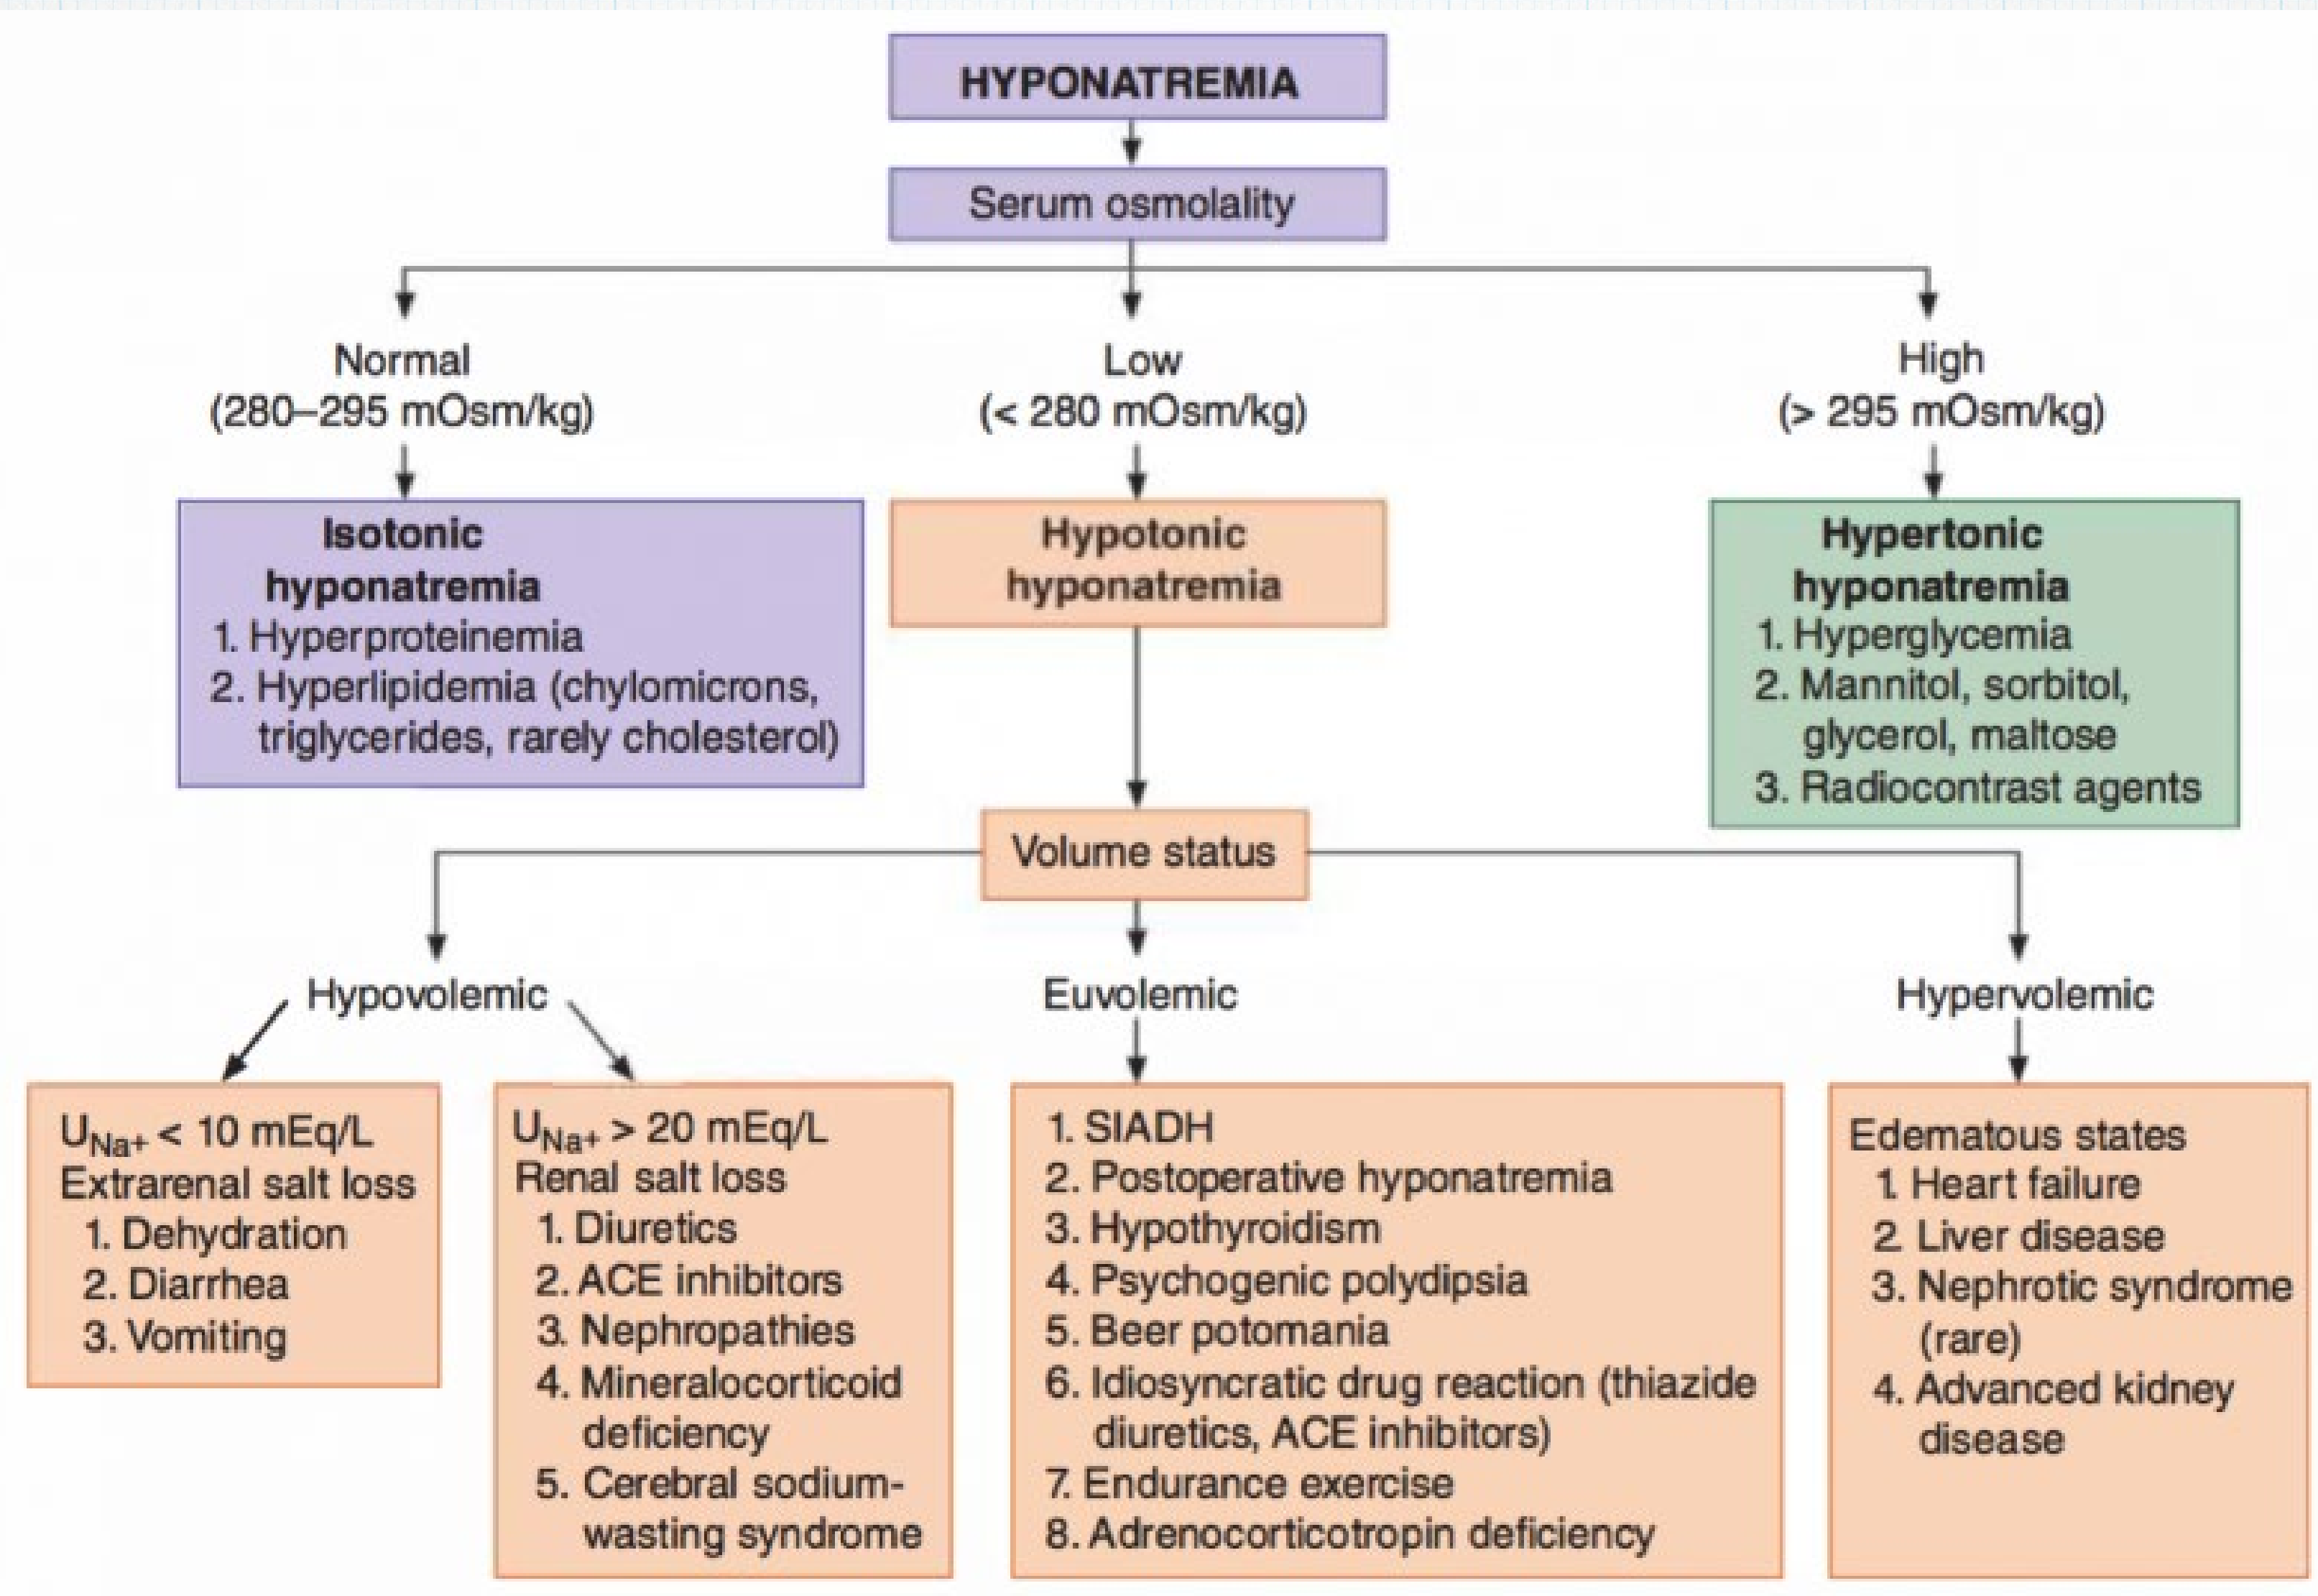 HYPONATREMIA
Serum osmolality
Normal
(280–295 mOsm/kg)
Low
(< 280 mOsm/kg)
High
(> 295 mOsm/kg)
Isotonic
hyponatremia
1. Hyperproteinemia
2. Hyperlipidemia (chylomicrons,
triglycerides, rarely cholesterol)
Hypotonic
hyponatremia
Hypertonic
hyponatremia
1. Hyperglycemia
2. Mannitol, sorbitol,
glycerol, maltose
3. Radiocontrast agents
Volume status
Hypovolemic
Euvolemic
Hypervolemic
UNa+ < 10 mEq/L
Extrarenal salt loss
1. Dehydration
2. Diarrhea
3. Vomiting
UNa+ > 20 mEq/L
Renal salt loss
1. Diuretics
2. ACE inhibitors
3. Nephropathies
4. Mineralocorticoid
deficiency
5. Cerebral sodium-
wasting syndrome
1. SIADH
2. Postoperative hyponatremia
3. Hypothyroidism
4. Psychogenic polydipsia
5. Beer potomania
6. Idiosyncratic drug reaction (thiazide
diuretics, ACE inhibitors)
7. Endurance exercise
8. Adrenocorticotropin deficiency
Edematous states
1. Heart failure
2. Liver disease
3. Nephrotic syndrome
(rare)
4. Advanced kidney
disease